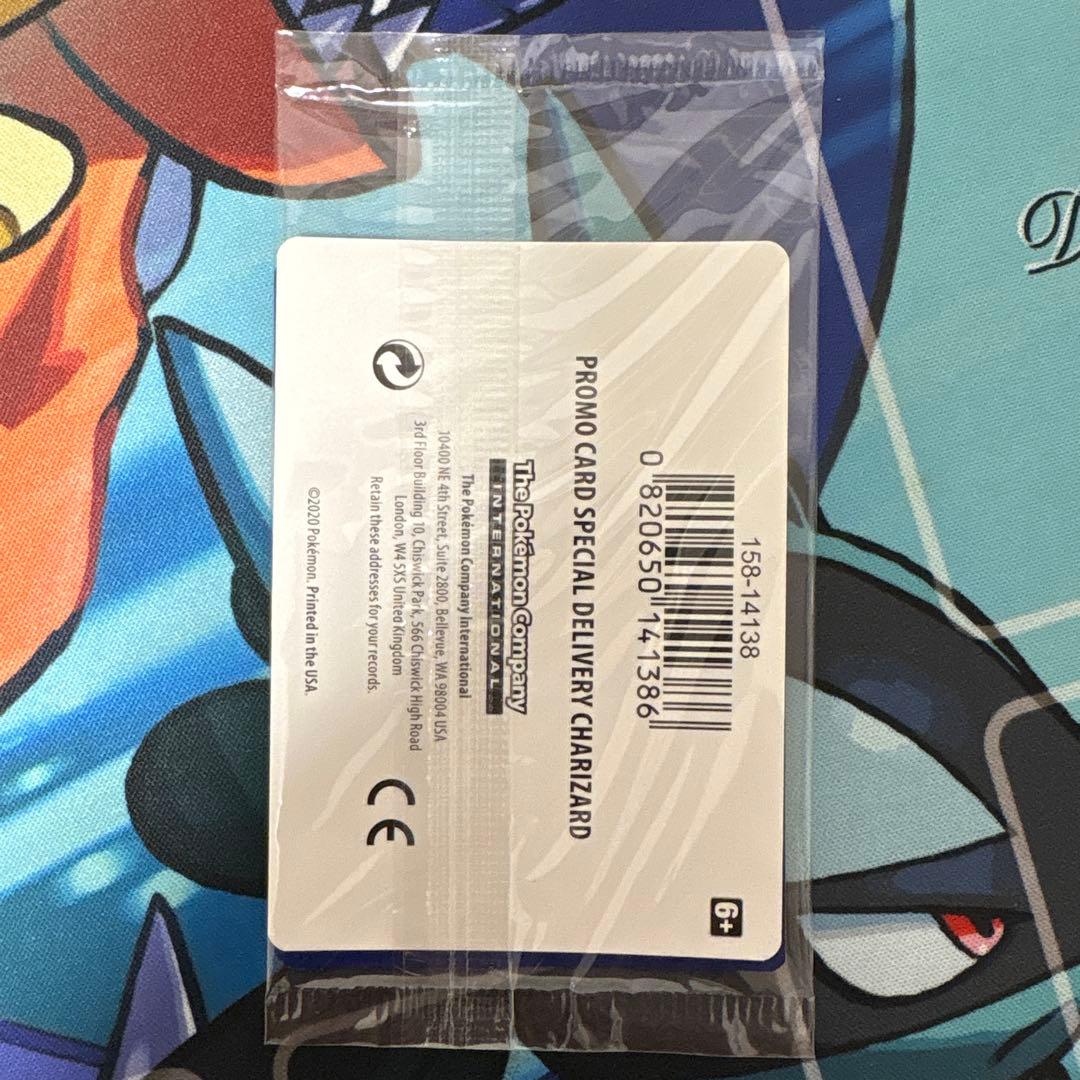 158-14138
0 820650 141386
PROMO CARD SPECIAL DELIVERY CHARIZARD
The Pokémon Company
INTERNATIONAL
The Pokémon Company International
10400 NE 4th Street, Suite 2800, Bellevue, WA 98004 USA
3rd Floor Building 10, Chiswick Park, 566 Chiswick High Road
London, W4 5XS United Kingdom
Retain these addresses for your records.
©2020 Pokémon. Printed in the USA.
CE
6+